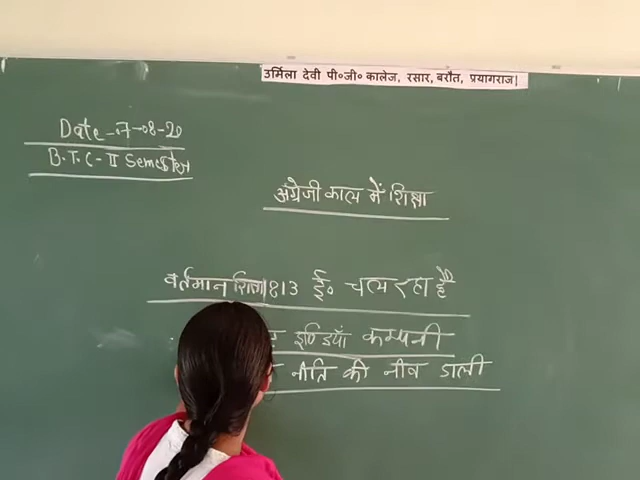 उर्मिला देवी पी०जी० कालेज, रसार, बरौत, प्रयागराज|
Date -.7-08-20
B.T.C-II Semester
अंग्रेजी काल में शिक्षा
वर्तमान शिक्षा 1813 ई० चल रहा है
इण्डियाँ कम्पनी
नीति की नीव डाली